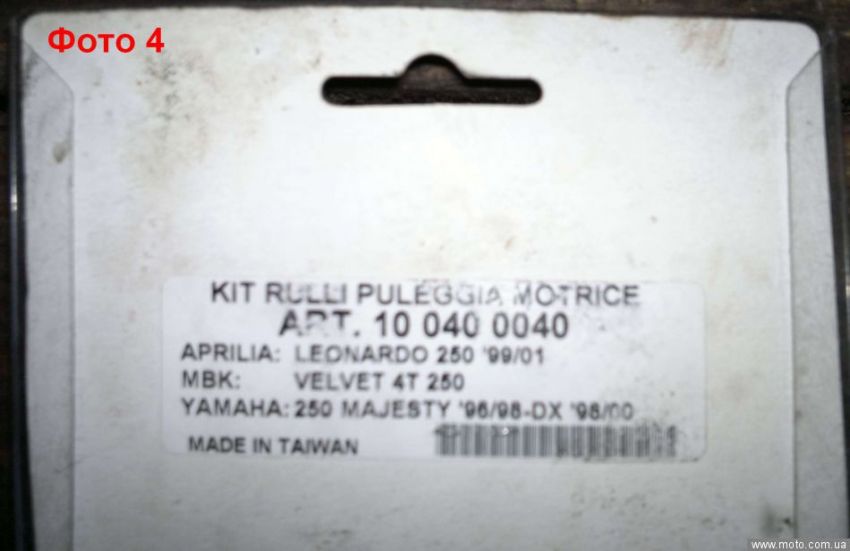 Фото 4
KIT RULLI PULEGGIA MOTRICE
ART. 10 040 0040
APRILIA: LEONARDO 250 '99/01
MBK: VELVET 4T 250
YAMAHA: 250 MAJESTY '96/98-DX '98/00
MADE IN TAIWAN
www.moto.com.ua